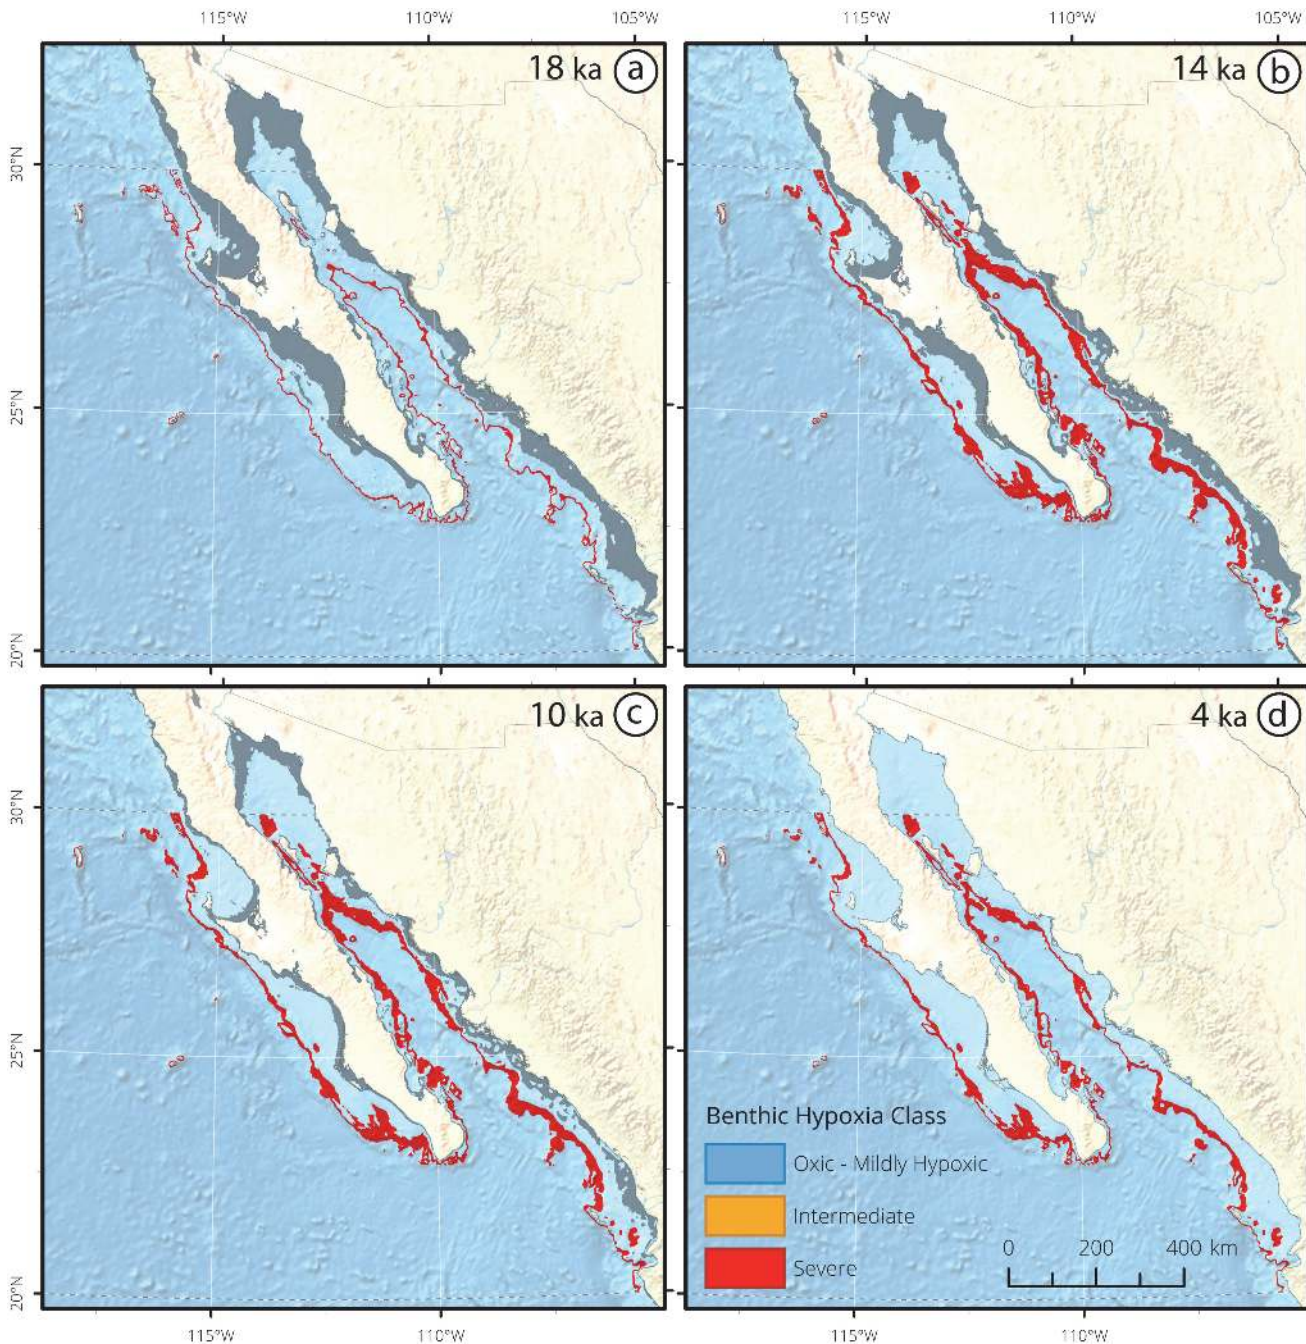 115°W 110°W 105°W 115°W 110°W 105°W
18 ka a
14 ka b
30°N
25°N
20°N
10 ka c
4 ka d
30°N
25°N
20°N
Benthic Hypoxia Class
Oxic - Mildly Hypoxic
Intermediate
Severe
0 200 400 km
115°W 110°W 115°W 110°W